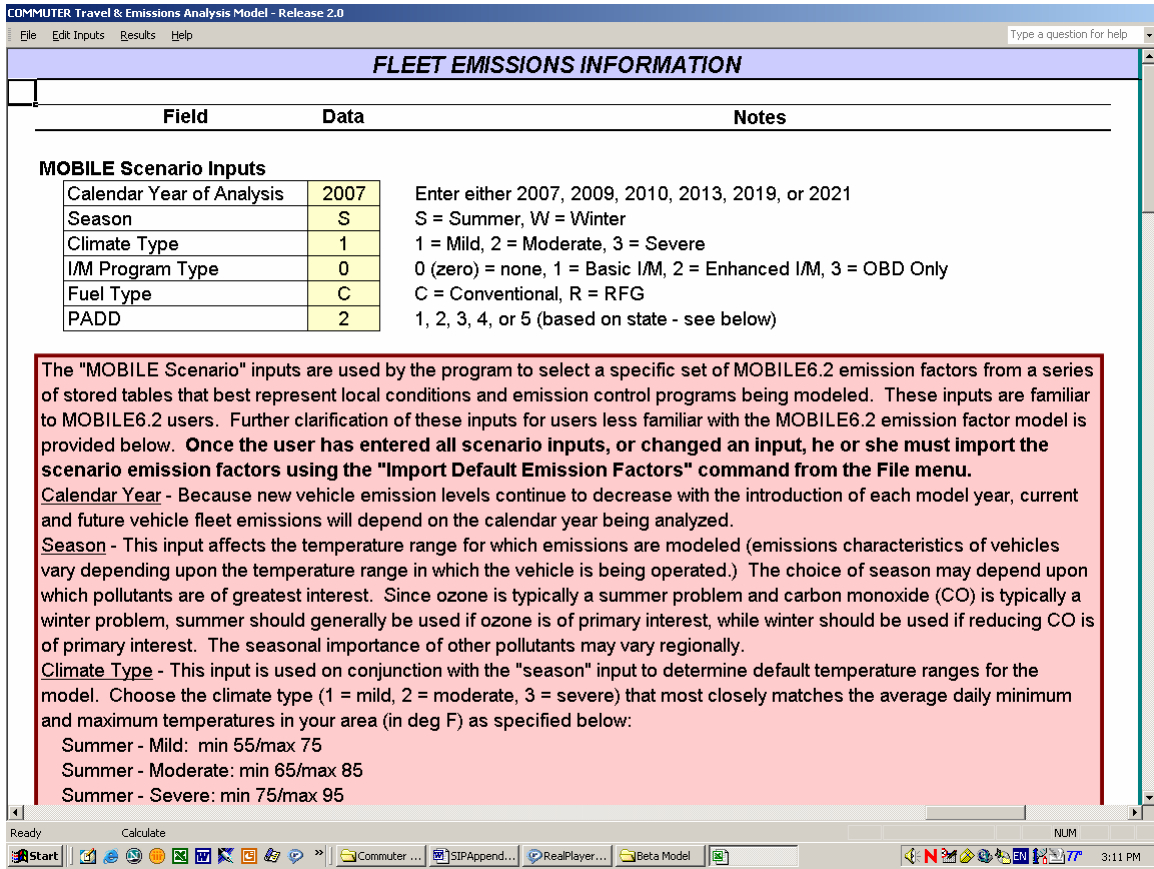 COMMUTER Travel & Emissions Analysis Model - Release 2.0
File Edit Inputs Results Help Type a question for help
FLEET EMISSIONS INFORMATION
Field Data Notes
MOBILE Scenario Inputs
Calendar Year of Analysis 2007 Enter either 2007, 2009, 2010, 2013, 2019, or 2021
Season S S = Summer, W = Winter
Climate Type 1 1 = Mild, 2 = Moderate, 3 = Severe
I/M Program Type 0 0 (zero) = none, 1 = Basic I/M, 2 = Enhanced I/M, 3 = OBD Only
Fuel Type C C = Conventional, R = RFG
PADD 2 1, 2, 3, 4, or 5 (based on state - see below)
The "MOBILE Scenario" inputs are used by the program to select a specific set of MOBILE6.2 emission factors from a series
of stored tables that best represent local conditions and emission control programs being modeled. These inputs are familiar
to MOBILE6.2 users. Further clarification of these inputs for users less familiar with the MOBILE6.2 emission factor model is
provided below. Once the user has entered all scenario inputs, or changed an input, he or she must import the
scenario emission factors using the "Import Default Emission Factors" command from the File menu.
Calendar Year - Because new vehicle emission levels continue to decrease with the introduction of each model year, current
and future vehicle fleet emissions will depend on the calendar year being analyzed.
Season - This input affects the temperature range for which emissions are modeled (emissions characteristics of vehicles
vary depending upon the temperature range in which the vehicle is being operated.) The choice of season may depend upon
which pollutants are of greatest interest. Since ozone is typically a summer problem and carbon monoxide (CO) is typically a
winter problem, summer should generally be used if ozone is of primary interest, while winter should be used if reducing CO is
of primary interest. The seasonal importance of other pollutants may vary regionally.
Climate Type - This input is used on conjunction with the "season" input to determine default temperature ranges for the
model. Choose the climate type (1 = mild, 2 = moderate, 3 = severe) that most closely matches the average daily minimum
and maximum temperatures in your area (in deg F) as specified below:
Summer - Mild: min 55/max 75
Summer - Moderate: min 65/max 85
Summer - Severe: min 75/max 95
Ready Calculate NUM
Start » Commuter ... SIPAppend... RealPlayer... Beta Model EN 77° 3:11 PM